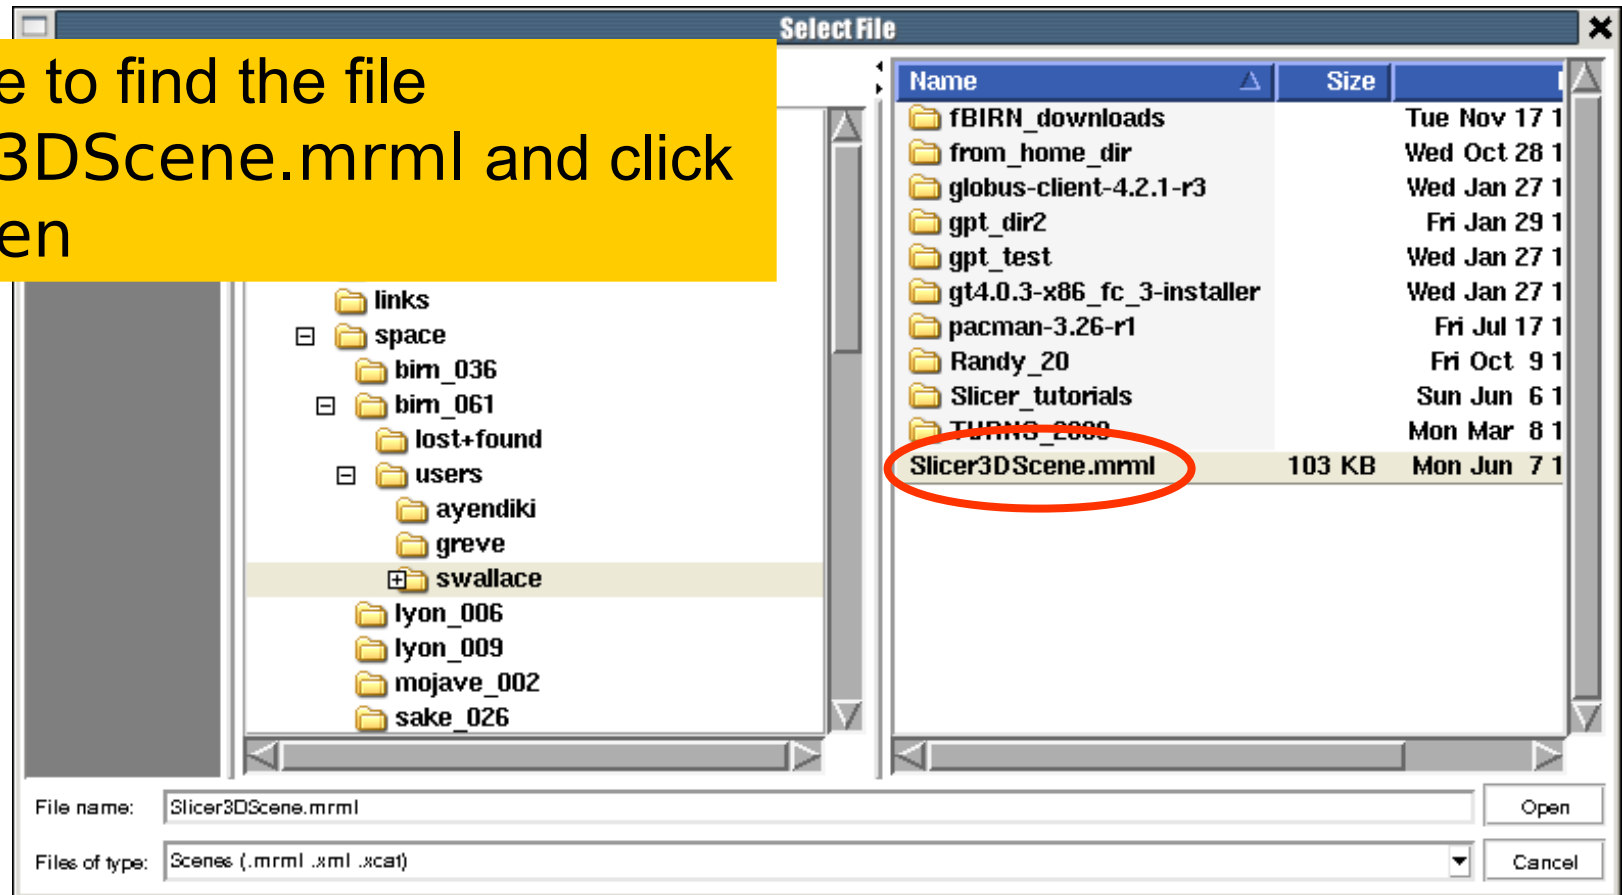 Select File
e to find the file
3DScene.mrml and click
en
links
space
birn_036
birn_061
lost+found
users
ayendiki
greve
swallace
lyon_006
lyon_009
mojave_002
sake_026
Name Size
fBIRN_downloads Tue Nov 17 1
from_home_dir Wed Oct 28 1
globus-client-4.2.1-r3 Wed Jan 27 1
gpt_dir2 Fri Jan 29 1
gpt_test Wed Jan 27 1
gt4.0.3-x86_fc_3-installer Wed Jan 27 1
pacman-3.26-r1 Fri Jul 17 1
Randy_20 Fri Oct 9 1
Slicer_tutorials Sun Jun 6 1
Mon Mar 8 1
Slicer3DScene.mrml 103 KB Mon Jun 7 1
File name: Slicer3DScene.mrml Open
Files of type: Scenes (.mrml .xml .xcat) Cancel